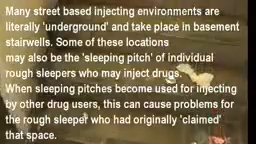 Many street based injecting environments are
literally 'underground' and take place in basement
stairwells. Some of these locations
may also be the 'sleeping pitch' of individual
rough sleepers who may inject drugs.
When sleeping pitches become used for injecting
by other drug users, this can cause problems for
the rough sleeper who had originally 'claimed'
that space.